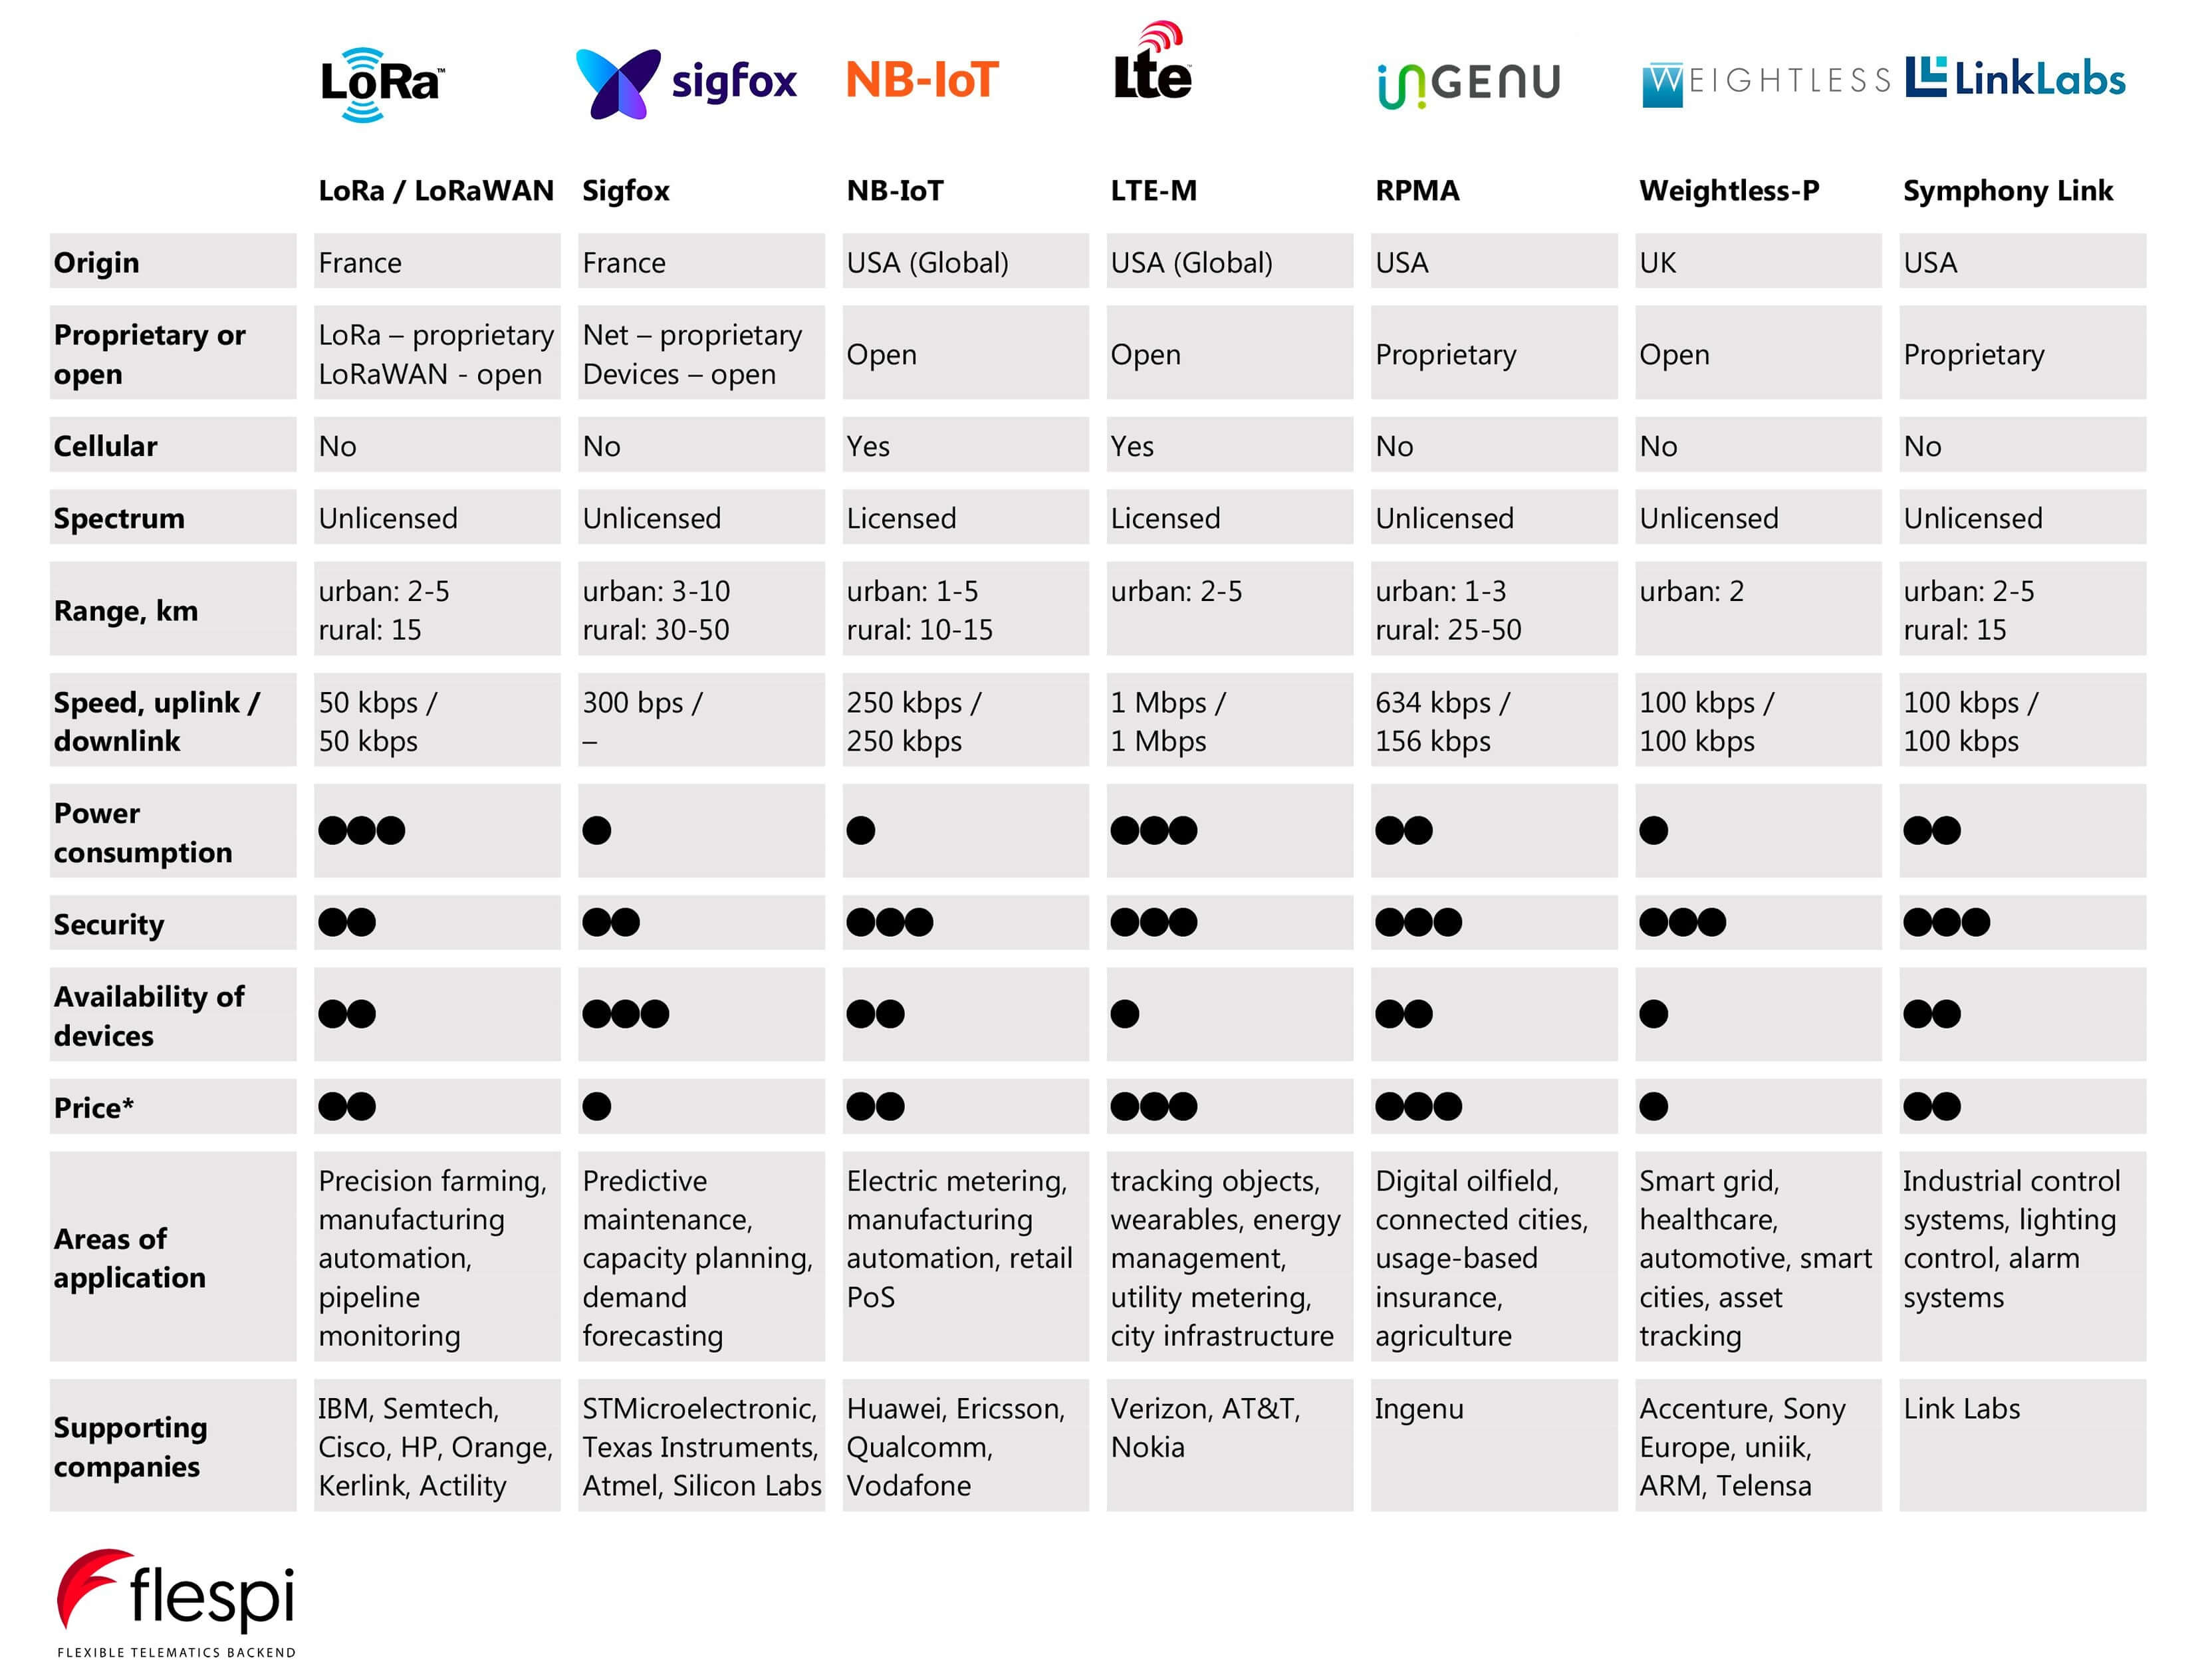 LoRa™
sigfox
NB-IoT
Lte
inGENU
WEIGHTLESS
LinkLabs
LoRa / LoRaWAN
Sigfox
NB-IoT
LTE-M
RPMA
Weightless-P
Symphony Link
Origin
France
France
USA (Global)
USA (Global)
USA
UK
USA
Proprietary or
open
LoRa – proprietary
LoRaWAN - open
Net – proprietary
Devices – open
Open
Open
Proprietary
Open
Proprietary
Cellular
No
No
Yes
Yes
No
No
No
Spectrum
Unlicensed
Unlicensed
Licensed
Licensed
Unlicensed
Unlicensed
Unlicensed
Range, km
urban: 2-5
rural: 15
urban: 3-10
rural: 30-50
urban: 1-5
rural: 10-15
urban: 2-5
urban: 1-3
rural: 25-50
urban: 2
urban: 2-5
rural: 15
Speed, uplink /
downlink
50 kbps /
50 kbps
300 bps /
–
250 kbps /
250 kbps
1 Mbps /
1 Mbps
634 kbps /
156 kbps
100 kbps /
100 kbps
100 kbps /
100 kbps
Power
consumption
Security
Availability of
devices
Price*
Areas of
application
Precision farming,
manufacturing
automation,
pipeline
monitoring
Predictive
maintenance,
capacity planning,
demand
forecasting
Electric metering,
manufacturing
automation, retail
PoS
tracking objects,
wearables, energy
management,
utility metering,
city infrastructure
Digital oilfield,
connected cities,
usage-based
insurance,
agriculture
Smart grid,
healthcare,
automotive, smart
cities, asset
tracking
Industrial control
systems, lighting
control, alarm
systems
Supporting
companies
IBM, Semtech,
Cisco, HP, Orange,
Kerlink, Actility
STMicroelectronic,
Texas Instruments,
Atmel, Silicon Labs
Huawei, Ericsson,
Qualcomm,
Vodafone
Verizon, AT&T,
Nokia
Ingenu
Accenture, Sony
Europe, uniik,
ARM, Telensa
Link Labs
flespi
FLEXIBLE TELEMATICS BACKEND